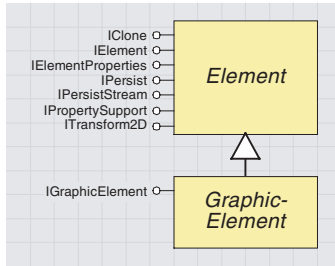 IClone
IElement
IElementProperties
IPersist
IPersistStream
IPropertySupport
ITransform2D
Element
IGraphicElement
Graphic-
Element